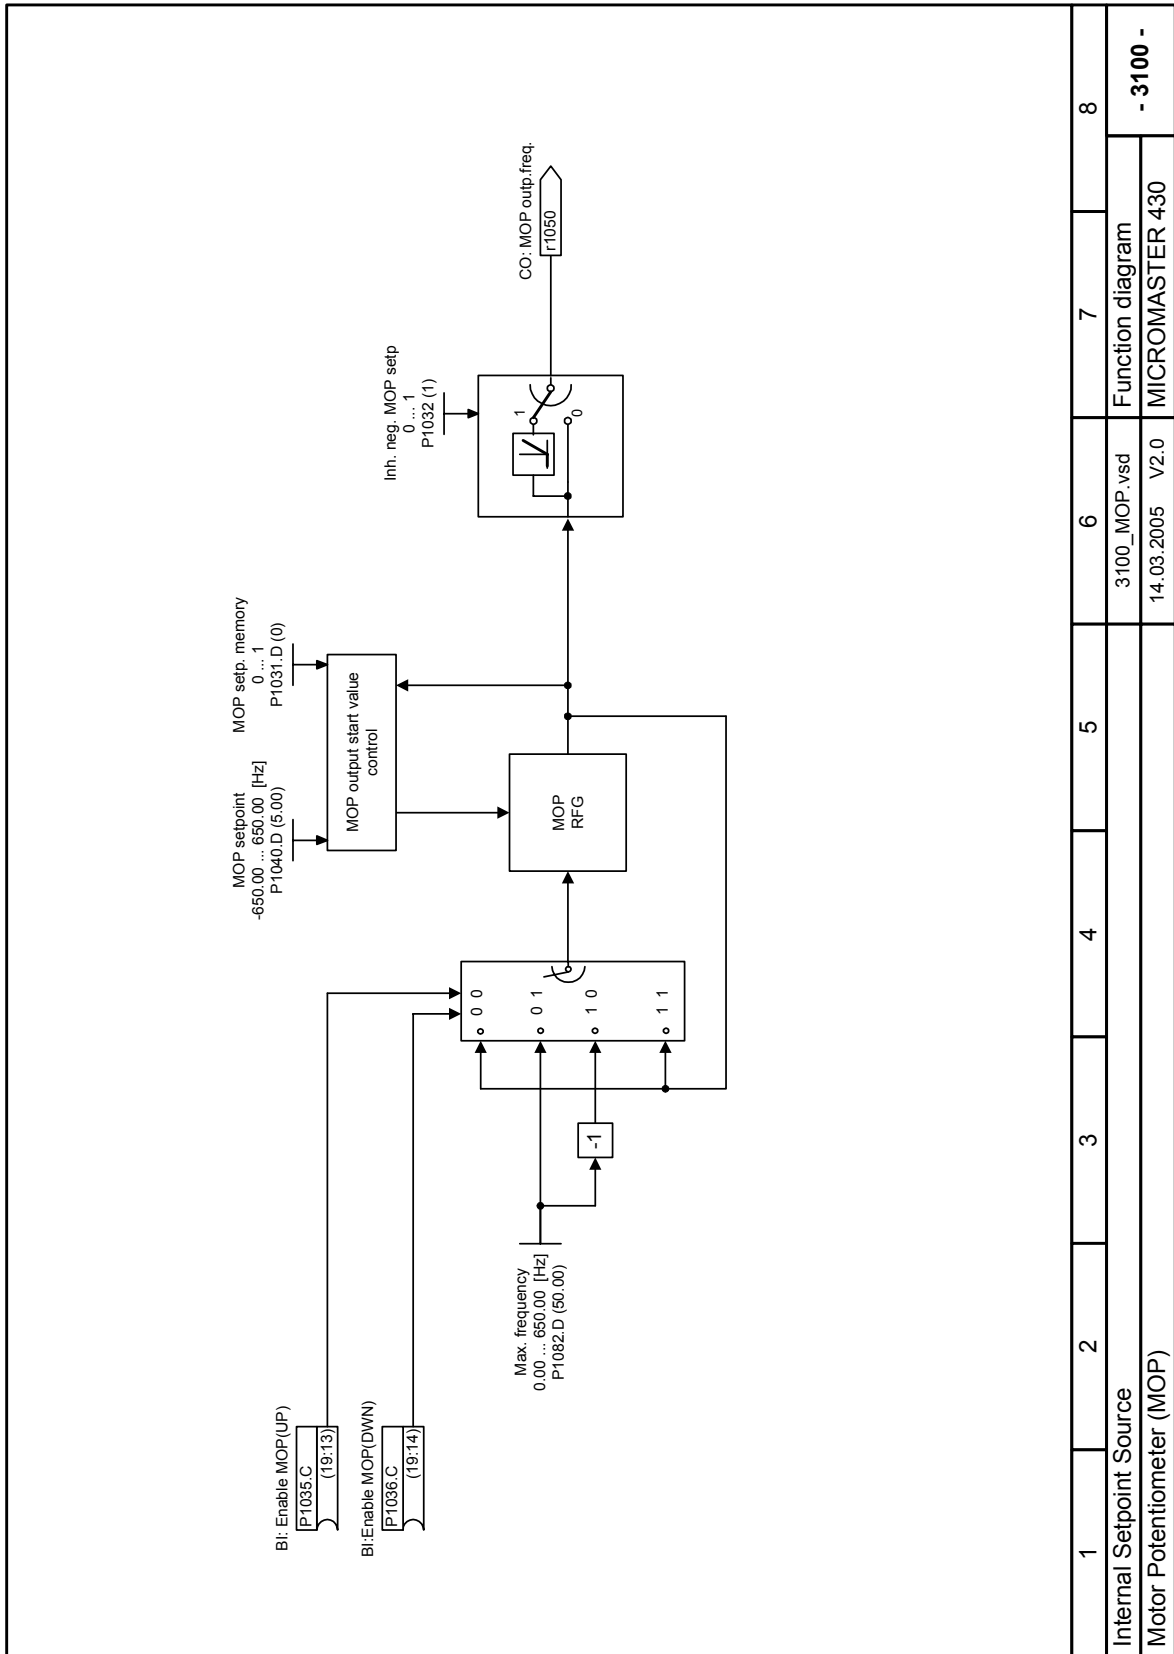 BI: Enable MOP(UP)
P1035.C
(19:13)
BI:Enable MOP(DWN)
P1036.C
(19:14)
Max. frequency
0.00 ... 650.00 [Hz]
P1082.D (50.00)
-1
0 0
0 1
1 0
1 1
MOP setpoint
-650.00 ... 650.00 [Hz]
P1040.D (5.00)
MOP setp. memory
0 ... 1
P1031.D (0)
MOP output start value
control
MOP
RFG
Inh. neg. MOP setp
0 ... 1
P1032 (1)
1
0
CO: MOP outp.freq.
r1050
1 2 3 4 5 6 7 8
Internal Setpoint Source
3100_MOP.vsd
Function diagram
- 3100 -
Motor Potentiometer (MOP)
14.03.2005 V2.0
MICROMASTER 430